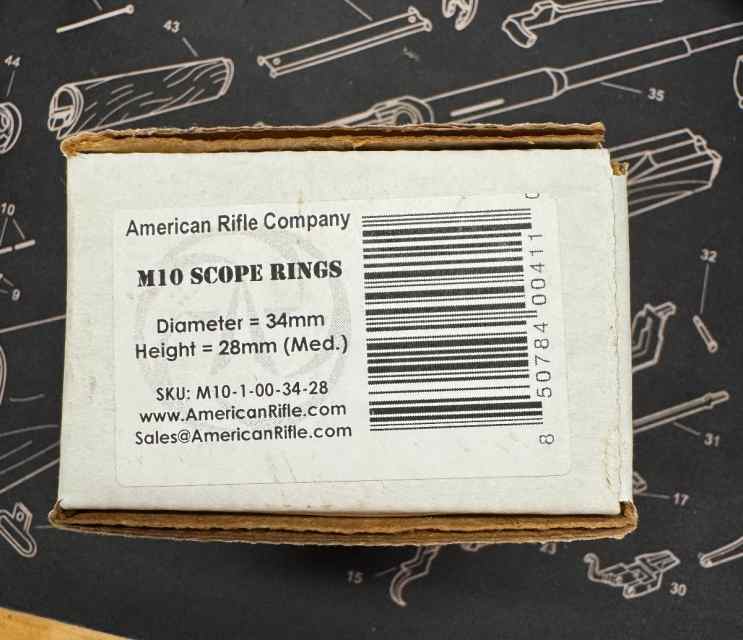 43
44
35
American Rifle Company
M10 SCOPE RINGS
Diameter = 34mm
Height = 28mm (Med.)
SKU: M10-1-00-34-28
www.AmericanRifle.com
Sales@AmericanRifle.com
8 50784 00411 0
10
9
32
31
17
15
30